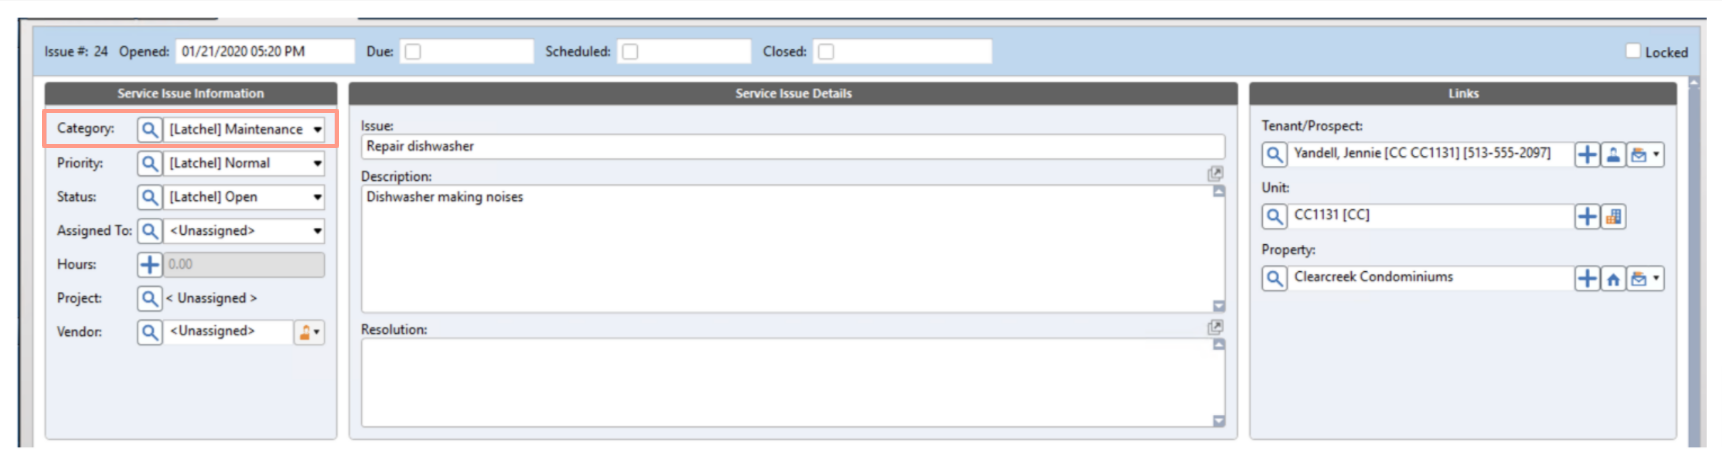 Issue #: 24 Opened: 01/21/2020 05:20 PM Due: Scheduled: Closed: Locked
Service Issue Information
Category: [Latchel] Maintenance
Priority: [Latchel] Normal
Status: [Latchel] Open
Assigned To: <Unassigned>
Hours: 0.00
Project: < Unassigned >
Vendor: <Unassigned>
Service Issue Details
Issue:
Repair dishwasher
Description:
Dishwasher making noises
Resolution:
Links
Tenant/Prospect:
Yandell, Jennie [CC CC1131] [513-555-2097]
Unit:
CC1131 [CC]
Property:
Clearcreek Condominiums